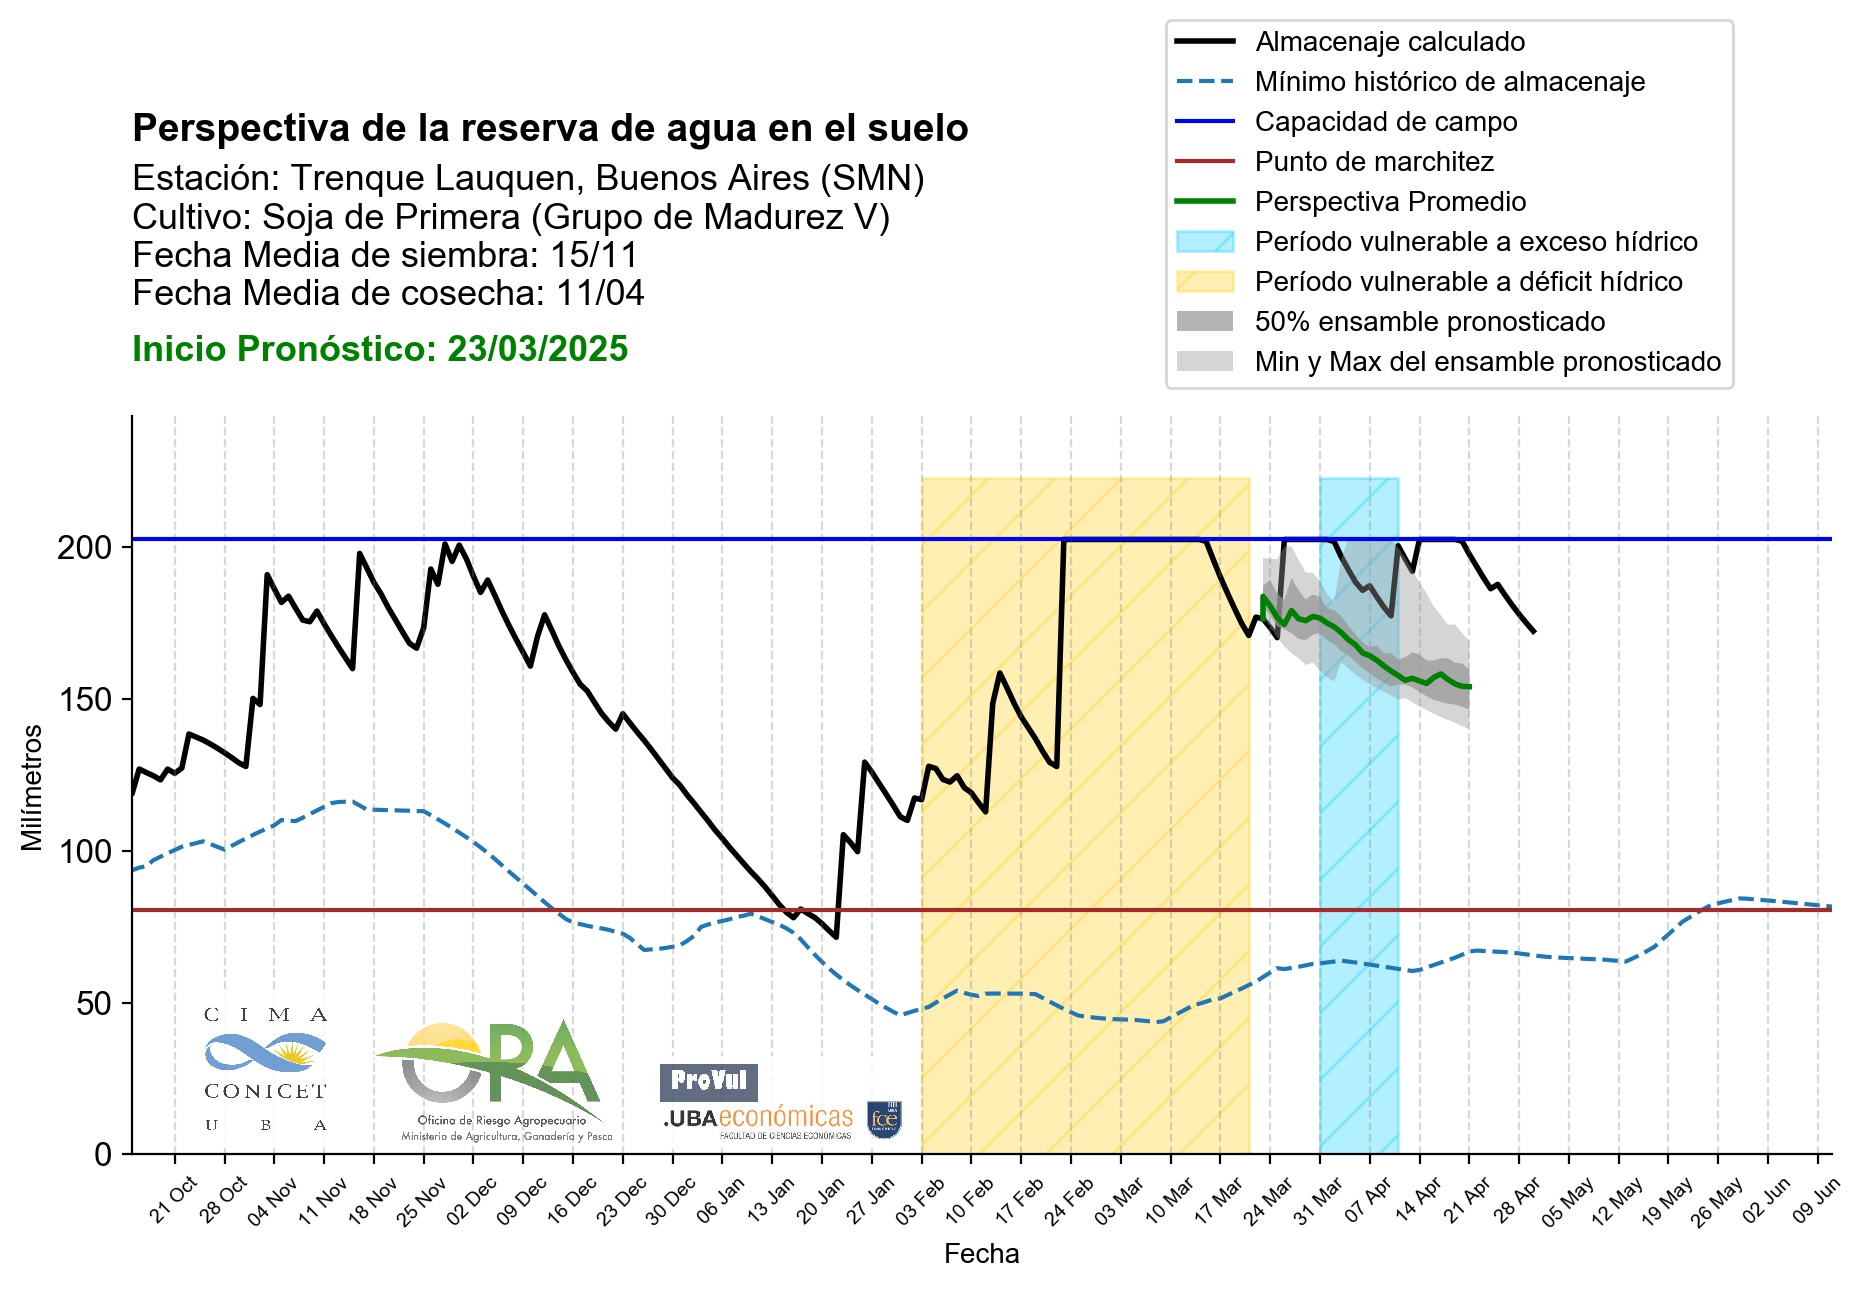 Almacenaje calculado
Mínimo histórico de almacenaje
Capacidad de campo
Punto de marchitez
Perspectiva Promedio
Período vulnerable a exceso hídrico
Período vulnerable a déficit hídrico
50% ensamble pronosticado
Min y Max del ensamble pronosticado
Perspectiva de la reserva de agua en el suelo
Estación: Trenque Lauquen, Buenos Aires (SMN)
Cultivo: Soja de Primera (Grupo de Madurez V)
Fecha Media de siembra: 15/11
Fecha Media de cosecha: 11/04
Inicio Pronóstico: 23/03/2025
Milímetros
200
150
100
50
0
CIMA
CONICET
UBA
ORA
Oficina de Riesgo Agropecuario
Ministerio de Agricultura, Ganadería y Pesca
ProVul
.UBAeconómicas
FACULTAD DE CIENCIAS ECONÓMICAS
UBA
fce
ECONÓMICAS
21 Oct
28 Oct
04 Nov
11 Nov
18 Nov
25 Nov
02 Dec
09 Dec
16 Dec
23 Dec
30 Dec
06 Jan
13 Jan
20 Jan
27 Jan
03 Feb
10 Feb
17 Feb
24 Feb
03 Mar
10 Mar
17 Mar
24 Mar
31 Mar
07 Apr
14 Apr
21 Apr
28 Apr
05 May
12 May
19 May
26 May
02 Jun
09 Jun
Fecha